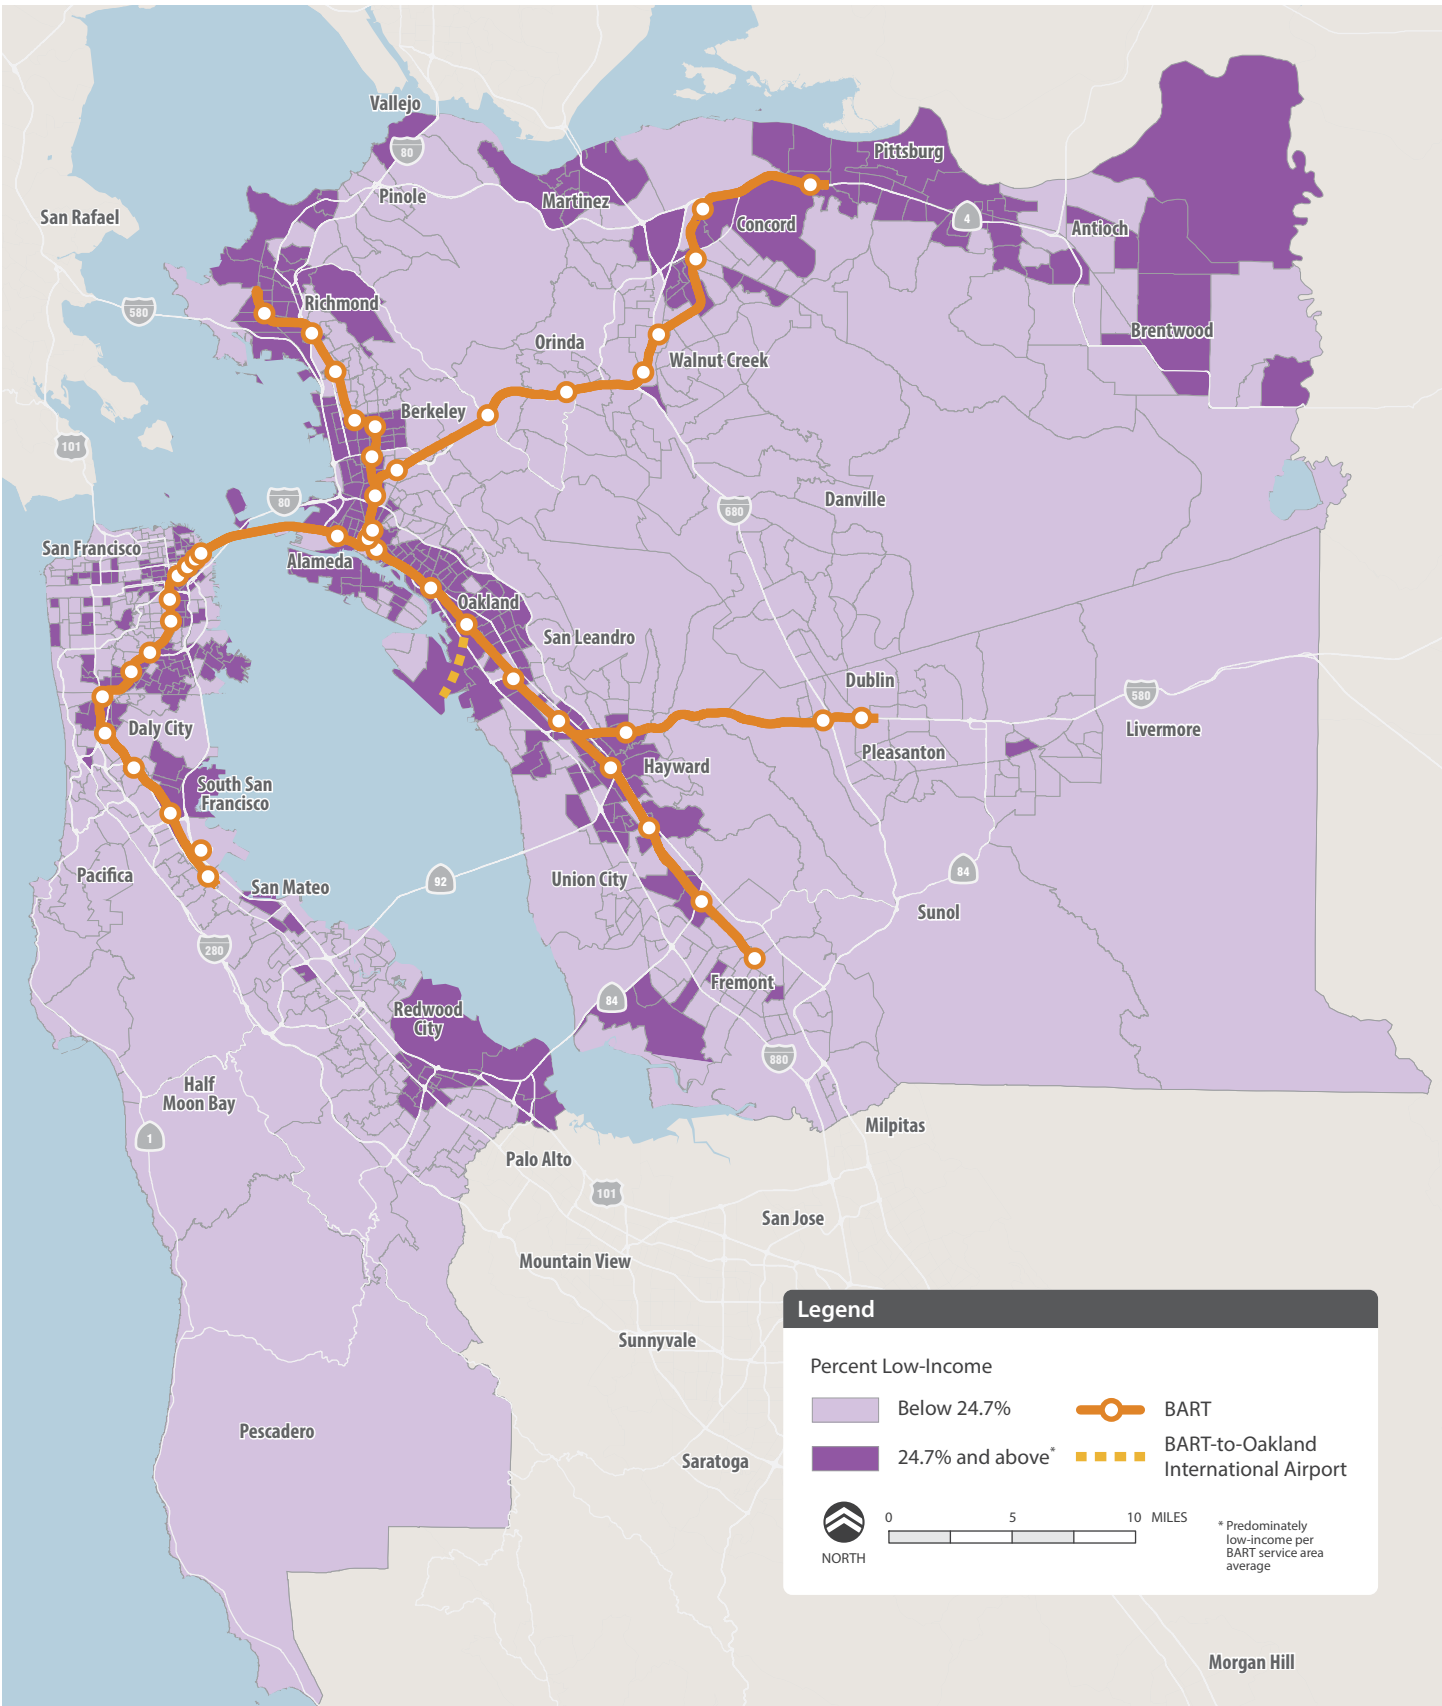 Vallejo
80
Pinole
San Rafael
Martinez
Pittsburg
Concord
4
Antioch
580
Richmond
Orinda
Walnut Creek
Brentwood
Berkeley
101
80
680
Danville
San Francisco
Alameda
Oakland
San Leandro
Dublin
580
Livermore
Daly City
Pleasanton
Hayward
South San
Francisco
Pacifica
San Mateo
92
Union City
84
Sunol
280
Fremont
84
Redwood
City
880
Half
Moon Bay
1
Milpitas
Palo Alto
101
San Jose
Mountain View
Sunnyvale
Pescadero
Saratoga
Morgan Hill
Legend
Percent Low-Income
Below 24.7%
24.7% and above*
BART
BART-to-Oakland
International Airport
NORTH
0 5 10 MILES
* Predominately
low-income per
BART service area
average